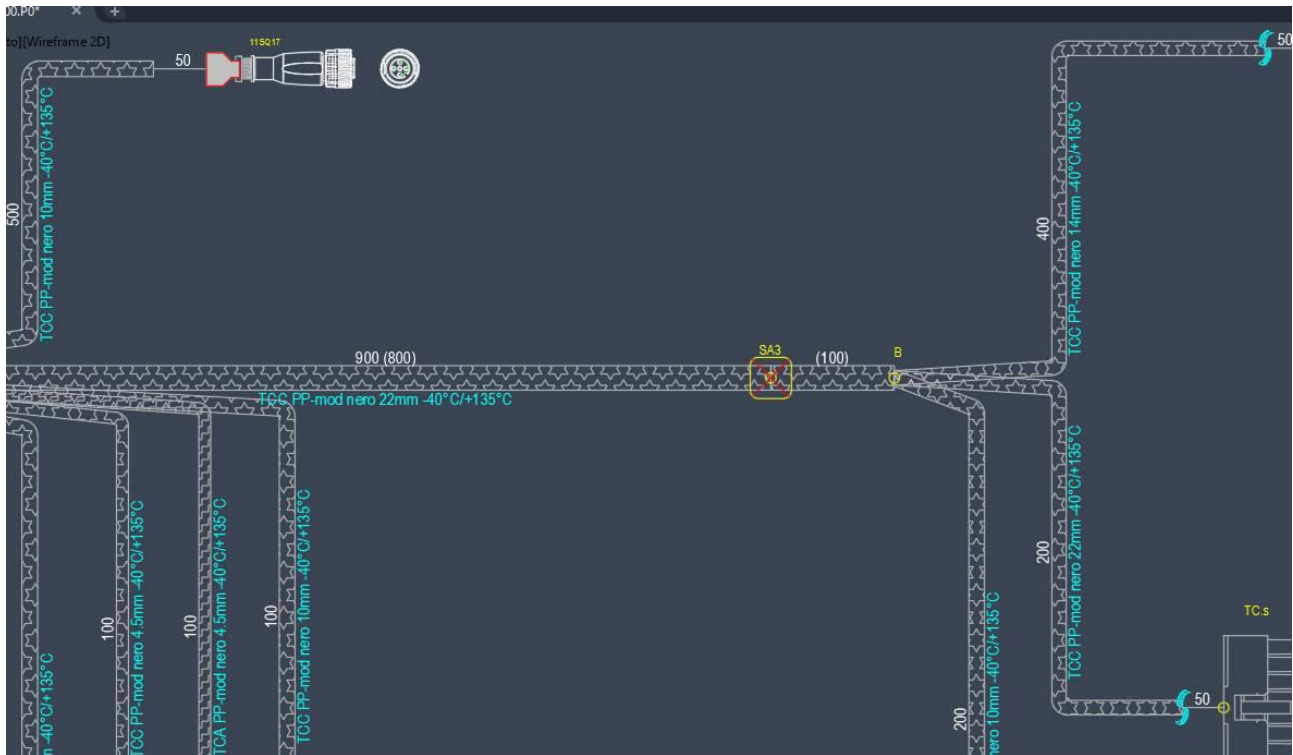 00.P0*
to][Wireframe 2D]
50
11SQ17
50
500
TCC PP-mod nero 10mm -40°C/+135°C
400
TCC PP-mod nero 14mm -40°C/+135°C
900 (800)
SA3
(100)
B
TCC PP-mod nero 22mm -40°C/+135°C
200
TCC PP-mod nero 22mm -40°C/+135°C
TC.s
50
n -40°C/+135°C
100
TCC PP-mod nero 4.5mm -40°C/+135°C
100
TCA PP-mod nero 4.5mm -40°C/+135°C
100
TCC PP-mod nero 10mm -40°C/+135°C
200
nero 10mm -40°C/+135°C